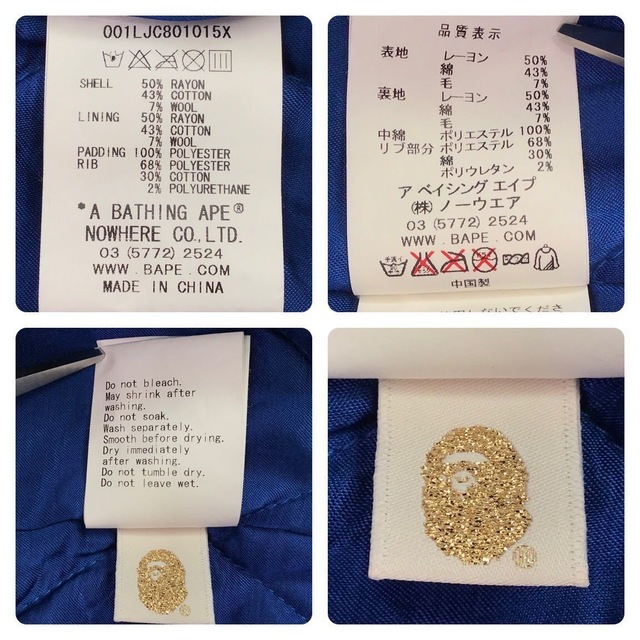 001LJC801015X
SHELL 50% RAYON
43% COTTON
7% WOOL
LINING 50% RAYON
43% COTTON
7% WOOL
PADDING 100% POLYESTER
RIB 68% POLYESTER
30% COTTON
2% POLYURETHANE
*A BATHING APE®
NOWHERE CO., LTD.
03 (5772) 2524
WWW.BAPE.COM
MADE IN CHINA
品質表示
表地 レーヨン 50%
綿 43%
毛 7%
裏地 レーヨン 50%
綿 43%
毛 7%
中綿 ポリエステル 100%
リブ部分 ポリエステル 68%
綿 30%
ポリウレタン 2%
ア ベイシング エイプ
(株) ノーウエア
03 (5772) 2524
WWW.BAPE.COM
中国製
しないでくださ
Do not bleach.
May shrink after
washing.
Do not soak.
Wash separately.
Smooth before drying.
Dry immediately
after washing.
Do not tumble dry.
Do not leave wet.